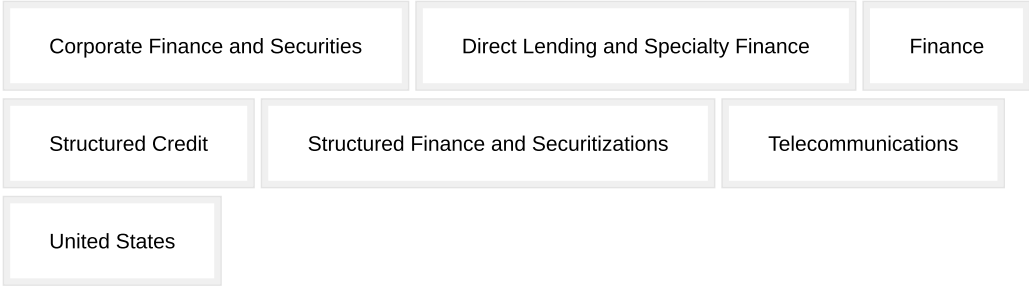 Corporate Finance and Securities Direct Lending and Specialty Finance Finance
Structured Credit Structured Finance and Securitizations Telecommunications
United States